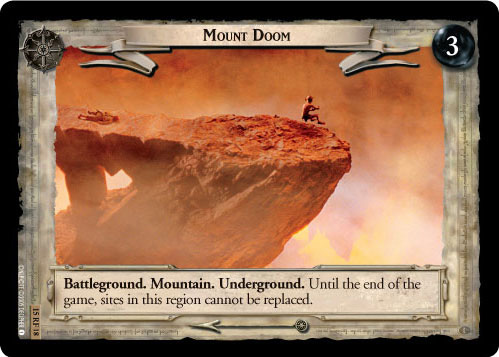 Mount Doom
3
Battleground. Mountain. Underground. Until the end of the
game, sites in this region cannot be replaced.
15 RF 18